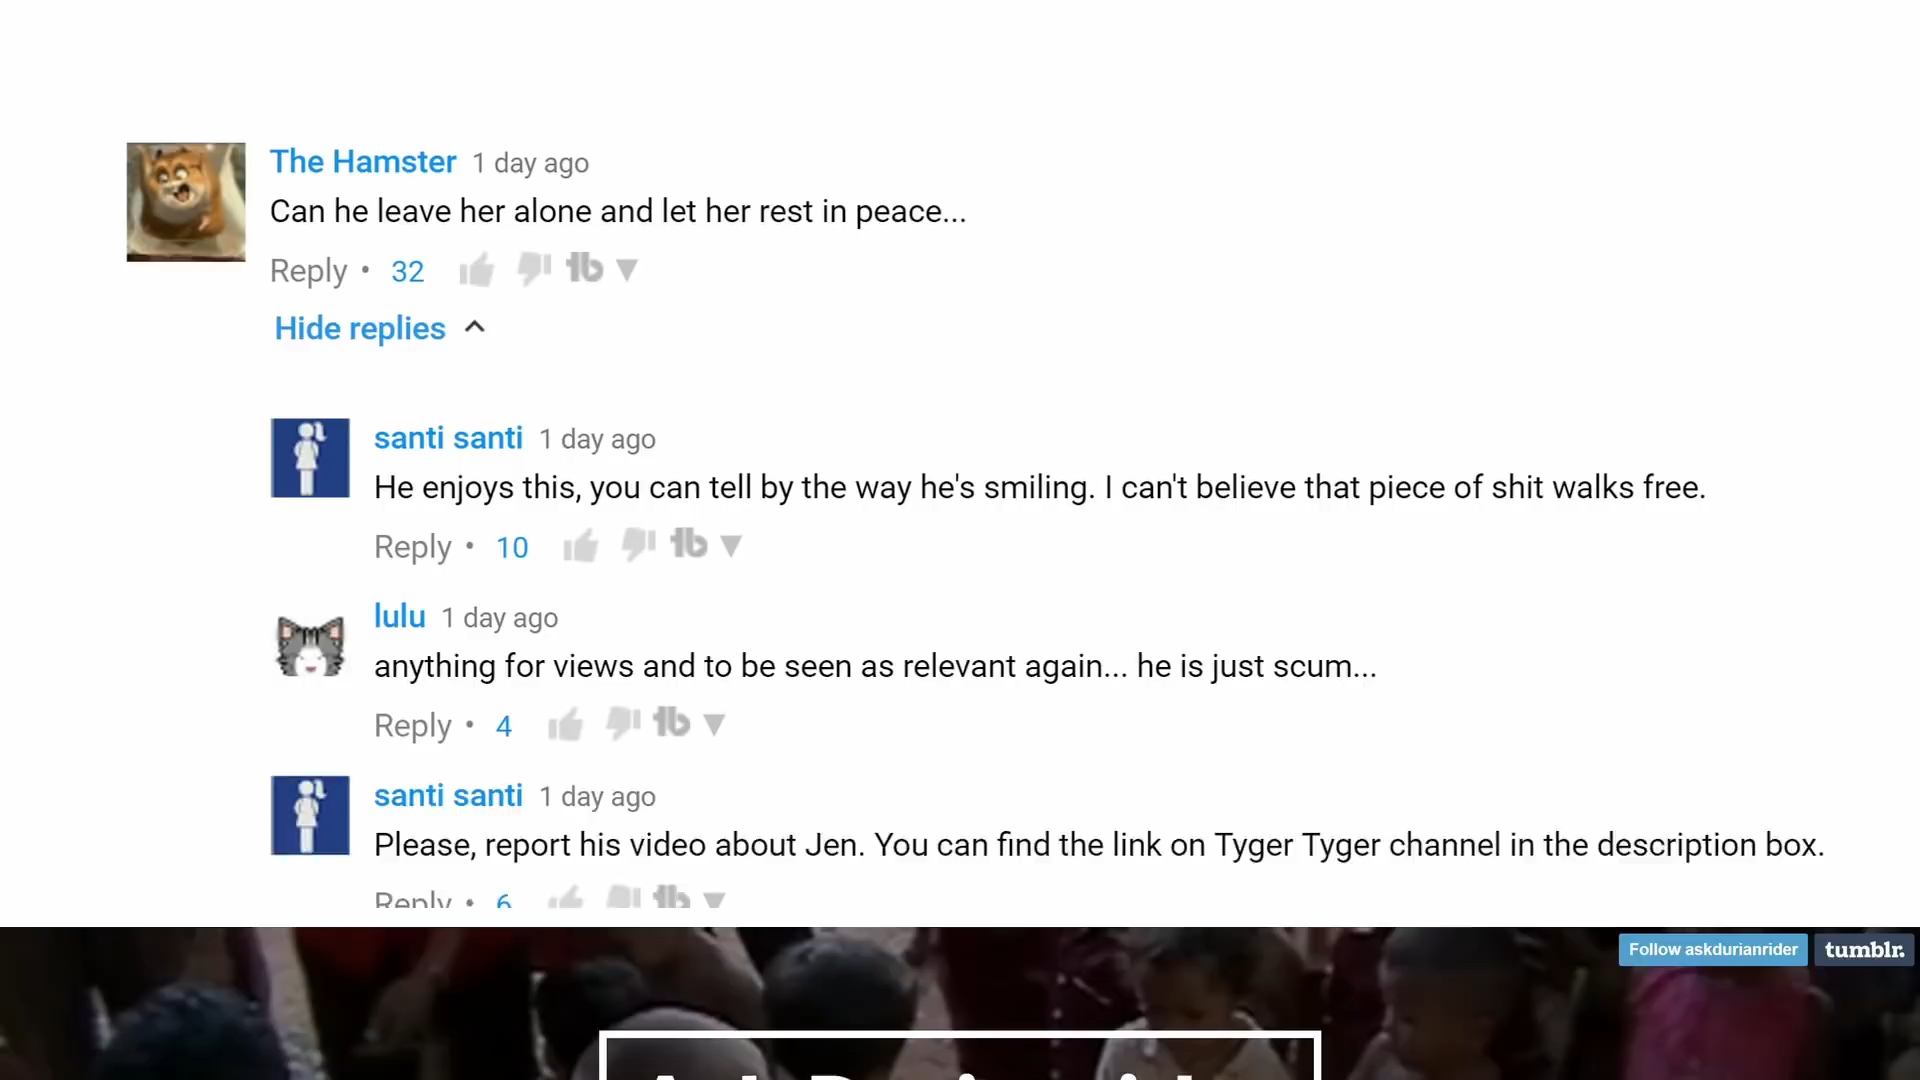 The Hamster 1 day ago
Can he leave her alone and let her rest in peace...
Reply • 32
Hide replies
santi santi 1 day ago
He enjoys this, you can tell by the way he's smiling. I can't believe that piece of shit walks free.
Reply • 10
lulu 1 day ago
anything for views and to be seen as relevant again... he is just scum...
Reply • 4
santi santi 1 day ago
Please, report his video about Jen. You can find the link on Tyger Tyger channel in the description box.
Reply • 6
Follow askdurianrider tumblr.